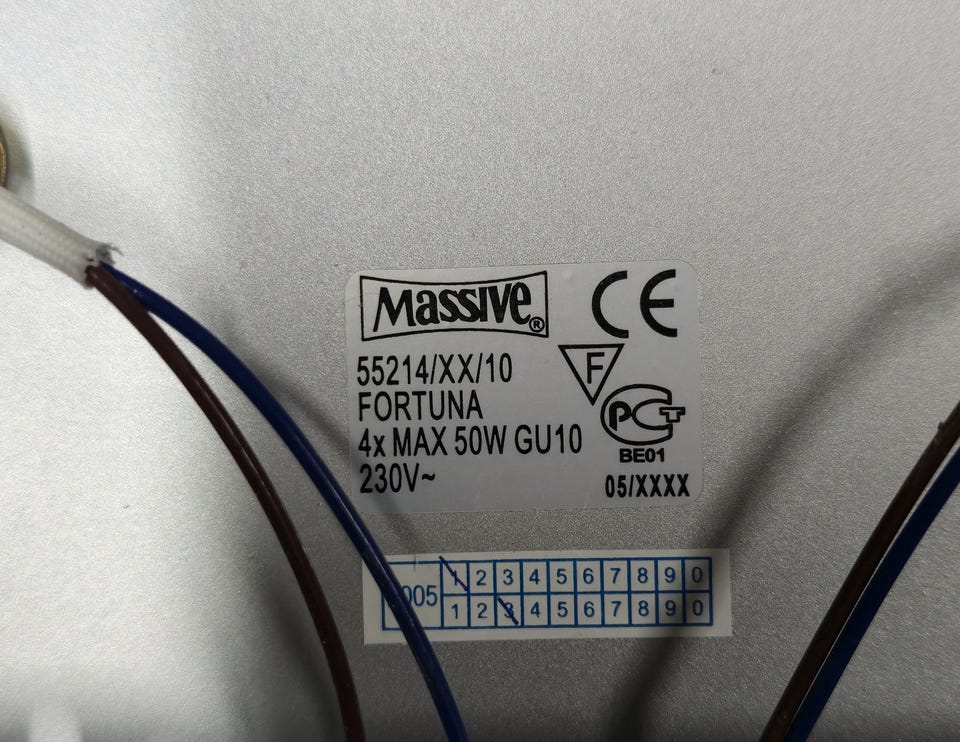 Massive®
CE
55214/XX/10
F
FORTUNA
РСТ
4x MAX 50W GU10
BE01
230V~
05/XXXX
1 2 3 4 5 6 7 8 9 0
005
1 2 3 4 5 6 7 8 9 0